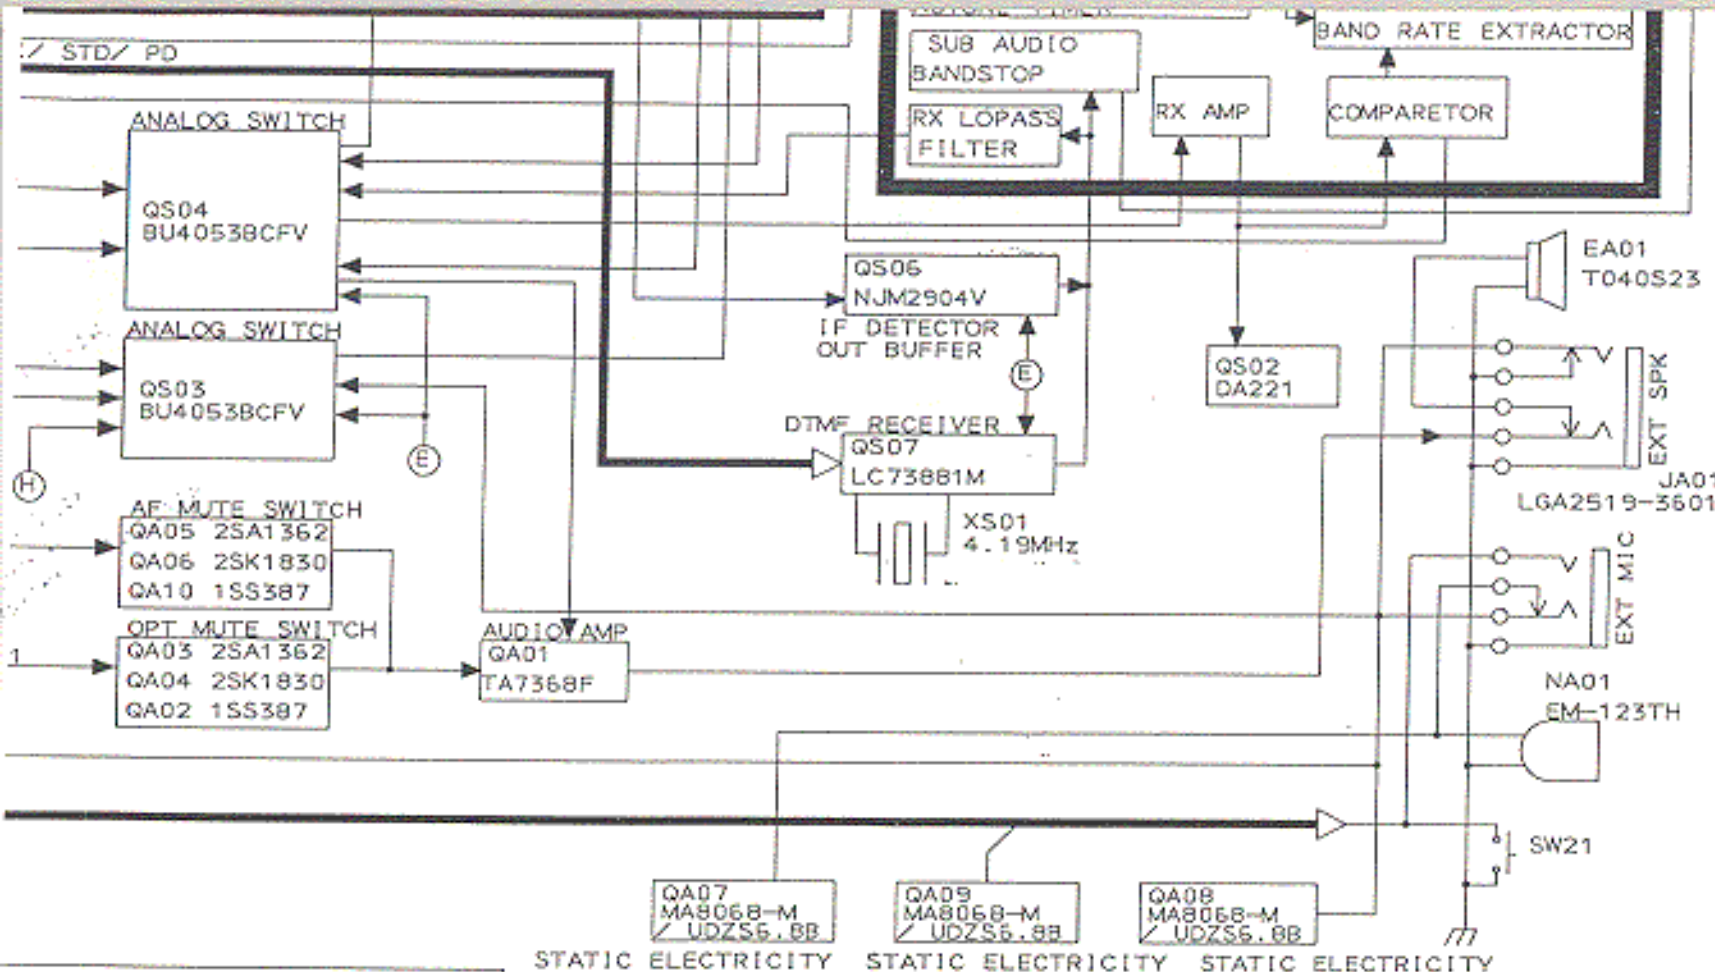 BAND RATE EXTRACTOR
/ STD/ PD
SUB AUDIO
BANDSTOP
RX LOPASS
FILTER
RX AMP
COMPARETOR
ANALOG SWITCH
QS04
BU4053BCFV
ANALOG SWITCH
QS03
BU4053BCFV
H
E
QS06
NJM2904V
IF DETECTOR
OUT BUFFER
E
DTMF RECEIVER
QS07
LC73881M
XS01
4.19MHz
QS02
DA221
EA01
T040S23
EXT SPK
JA01
LGA2519-3601
EXT MIC
AF MUTE SWITCH
QA05 2SA1362
QA06 2SK1830
QA10 1SS387
OPT MUTE SWITCH
QA03 2SA1362
QA04 2SK1830
QA02 1SS387
1
AUDIO AMP
QA01
TA7368F
NA01
EM-123TH
SW21
QA07
MA8068-M
/ UDZS6.8B
STATIC ELECTRICITY
QA09
MA8068-M
/ UDZS6.8B
STATIC ELECTRICITY
QA08
MA8068-M
/ UDZS6.8B
STATIC ELECTRICITY